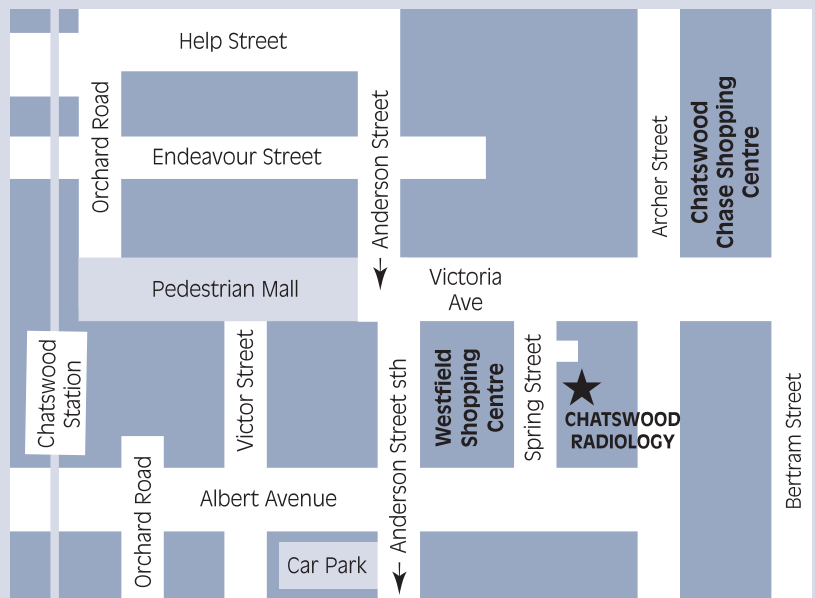 Help Street
Orchard Road
Endeavour Street
Anderson Street
Archer Street
Chatswood
Chase Shopping
Centre
Pedestrian Mall
Victoria
Ave
Chatswood
Station
Victor Street
Anderson Street sth
Westfield
Shopping
Centre
Spring Street
CHATSWOOD
RADIOLOGY
Bertram Street
Orchard Road
Albert Avenue
Car Park